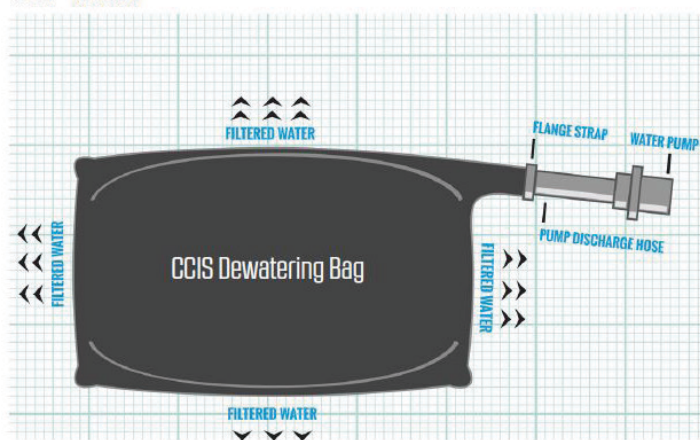 FILTERED WATER
FLANGE STRAP
WATER PUMP
FILTERED WATER
CCIS Dewatering Bag
FILTERED WATER
PUMP DISCHARGE HOSE
FILTERED WATER